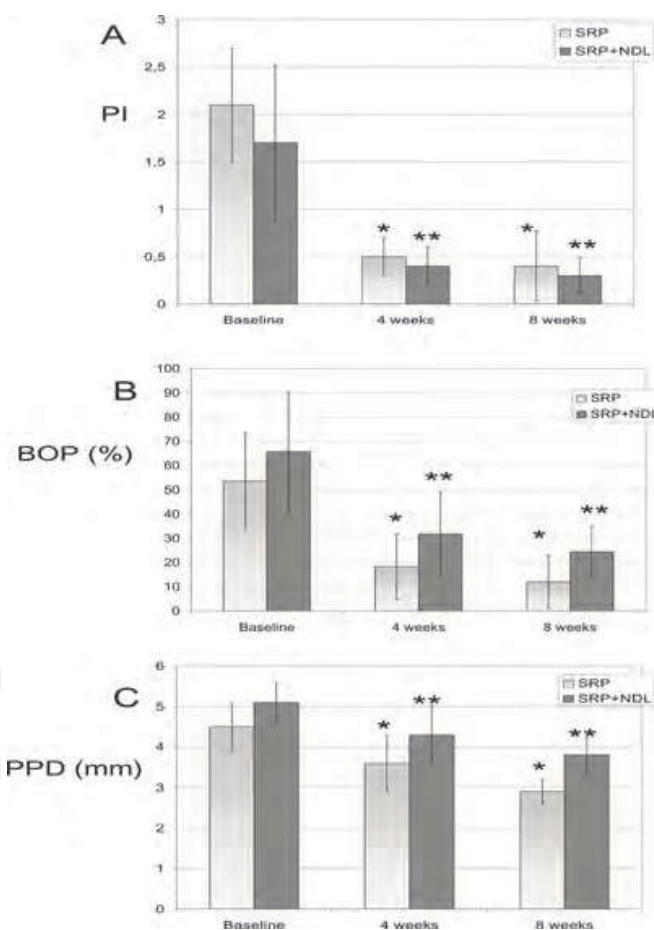 A
PI
3
2,5
2
1,5
1
0,5
0
SRP
SRP+NDL
*
**
*
**
Baseline
4 weeks
8 weeks
B
BOP (%)
100
90
80
70
60
50
40
30
20
10
0
SRP
SRP+NDL
*
**
*
**
Baseline
4 weeks
8 weeks
C
PPD (mm)
6
5
4
3
2
1
0
SRP
SRP+NDL
*
**
*
**
Baseline
4 weeks
8 weeks